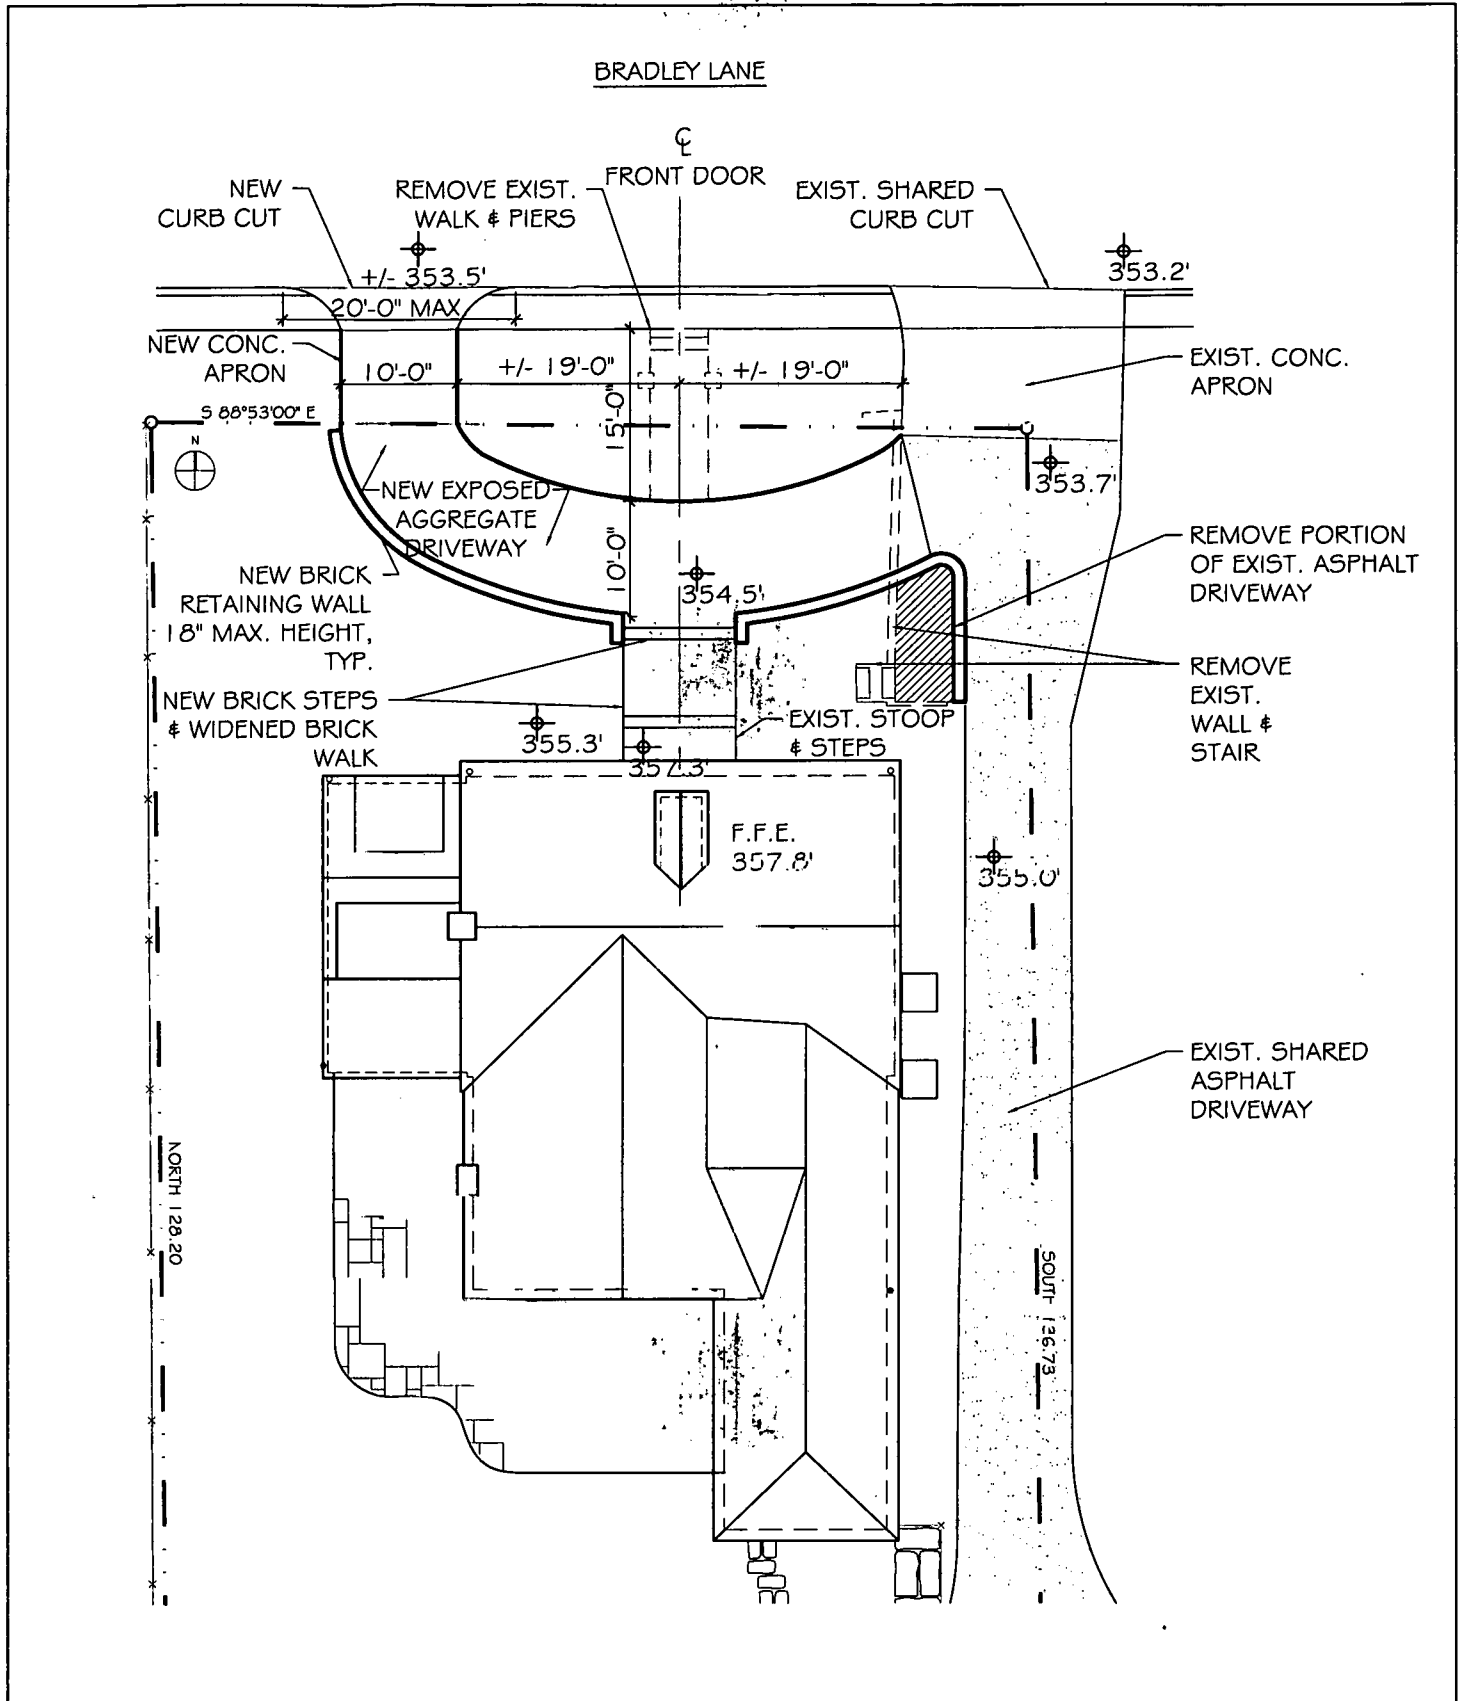 BRADLEY LANE
℄
FRONT DOOR
NEW
CURB CUT
REMOVE EXIST.
WALK & PIERS
EXIST. SHARED
CURB CUT
+/- 353.5'
353.2'
20'-0" MAX
NEW CONC.
APRON
10'-0"
+/- 19'-0"
+/- 19'-0"
EXIST. CONC.
APRON
15'-0"
S 88°53'00" E
N
353.7'
NEW EXPOSED
AGGREGATE
DRIVEWAY
10'-0"
354.5'
REMOVE PORTION
OF EXIST. ASPHALT
DRIVEWAY
NEW BRICK
RETAINING WALL
18" MAX. HEIGHT,
TYP.
REMOVE
EXIST.
WALL &
STAIR
NEW BRICK STEPS
& WIDENED BRICK
WALK
355.3'
357.3'
EXIST. STOOP
& STEPS
F.F.E.
357.8'
355.0'
EXIST. SHARED
ASPHALT
DRIVEWAY
NORTH 128.20
SOUTH 136.73